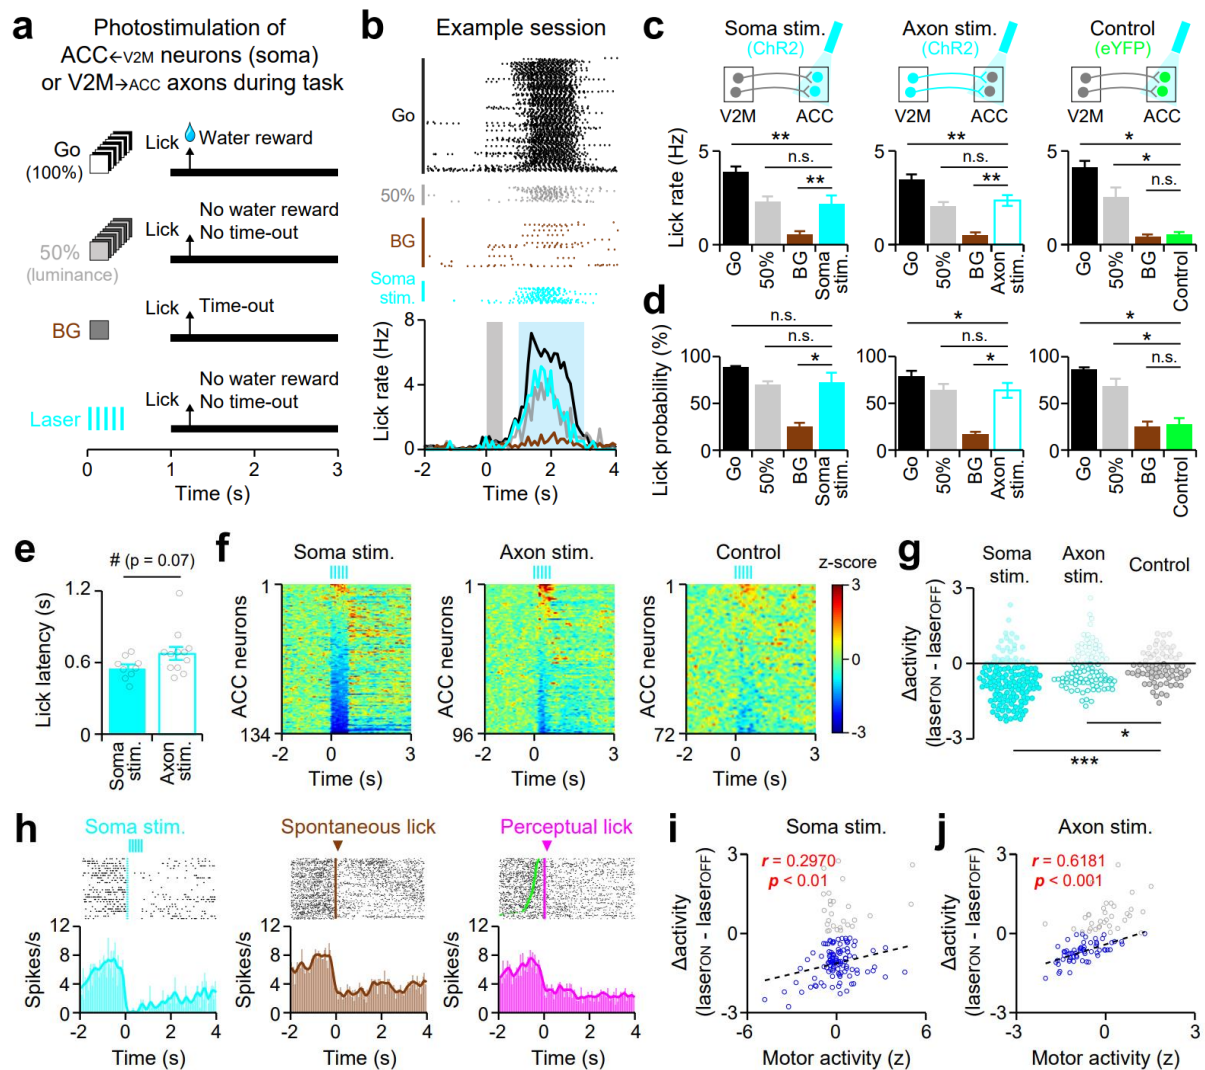 a
Photostimulation of
ACC←V2M neurons (soma)
or V2M→ACC axons during task
Go
(100%)
Lick
Water reward
50%
(luminance)
Lick
No water reward
No time-out
BG
Lick
Time-out
Laser
Lick
No water reward
No time-out
0 1 2 3
Time (s)
b
Example session
Go
50%
BG
Soma
stim.
Lick rate (Hz)
8
4
0
-2 0 2 4
Time (s)
c
Soma stim.
(ChR2)
Axon stim.
(ChR2)
Control
(eYFP)
V2M ACC
V2M ACC
V2M ACC
Lick rate (Hz)
5
0
**
n.s.
**
Go
50%
BG
Soma
stim.
5
0
**
n.s.
**
Go
50%
BG
Axon
stim.
5
0
*
*
n.s.
Go
50%
BG
Control
d
Lick probability (%)
100
50
0
n.s.
n.s.
*
Go
50%
BG
Soma
stim.
100
50
0
*
n.s.
*
Go
50%
BG
Axon
stim.
100
50
0
*
*
n.s.
Go
50%
BG
Control
e
# (p = 0.07)
Lick latency (s)
1.2
0.6
0
Soma
stim.
Axon
stim.
f
Soma stim.
ACC neurons
1
134
-2 0 3
Time (s)
Axon stim.
ACC neurons
1
96
-2 0 3
Time (s)
Control
ACC neurons
1
72
-2 0 3
Time (s)
z-score
3
0
-3
g
Soma
stim.
Axon
stim.
Control
Δactivity
(laserON - laserOFF)
3
0
-3
*
***
h
Soma stim.
Spikes/s
12
8
4
0
-2 0 2 4
Time (s)
Spontaneous lick
Spikes/s
12
8
4
0
-2 0 2 4
Time (s)
Perceptual lick
Spikes/s
12
8
4
0
-2 0 2 4
Time (s)
i
Soma stim.
r = 0.2970
p < 0.01
Δactivity
(laserON - laserOFF)
3
0
-3
-6 0 6
Motor activity (z)
j
Axon stim.
r = 0.6181
p < 0.001
Δactivity
(laserON - laserOFF)
3
0
-3
-3 0 3
Motor activity (z)